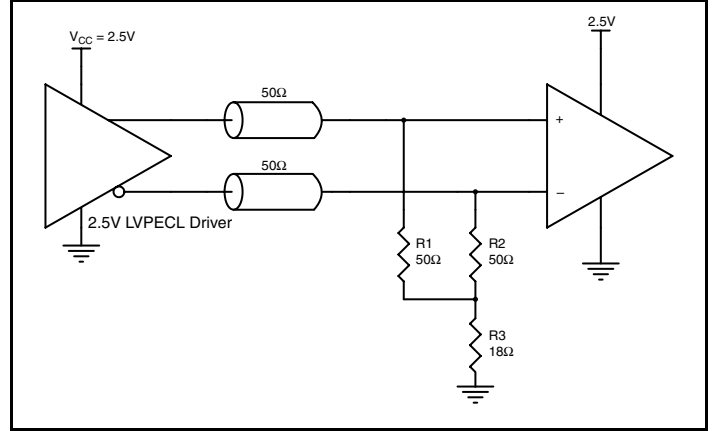 V_CC = 2.5V
2.5V
50Ω
50Ω
+
–
2.5V LVPECL Driver
R1
50Ω
R2
50Ω
R3
18Ω